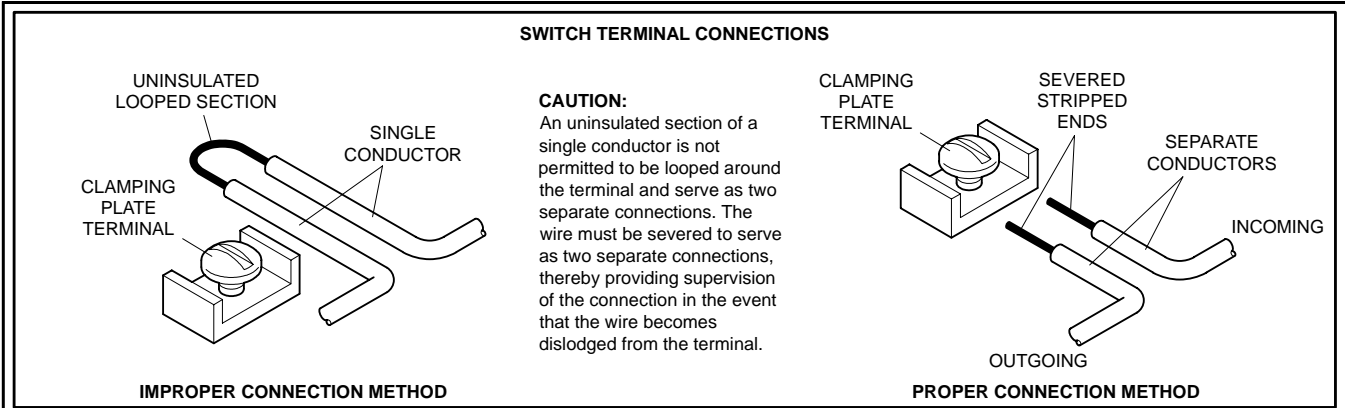 SWITCH TERMINAL CONNECTIONS
UNINSULATED
LOOPED SECTION
SINGLE
CONDUCTOR
CLAMPING
PLATE
TERMINAL
IMPROPER CONNECTION METHOD
CAUTION:
An uninsulated section of a
single conductor is not
permitted to be looped around
the terminal and serve as two
separate connections. The
wire must be severed to serve
as two separate connections,
thereby providing supervision
of the connection in the event
that the wire becomes
dislodged from the terminal.
CLAMPING
PLATE
TERMINAL
SEVERED
STRIPPED
ENDS
SEPARATE
CONDUCTORS
INCOMING
OUTGOING
PROPER CONNECTION METHOD